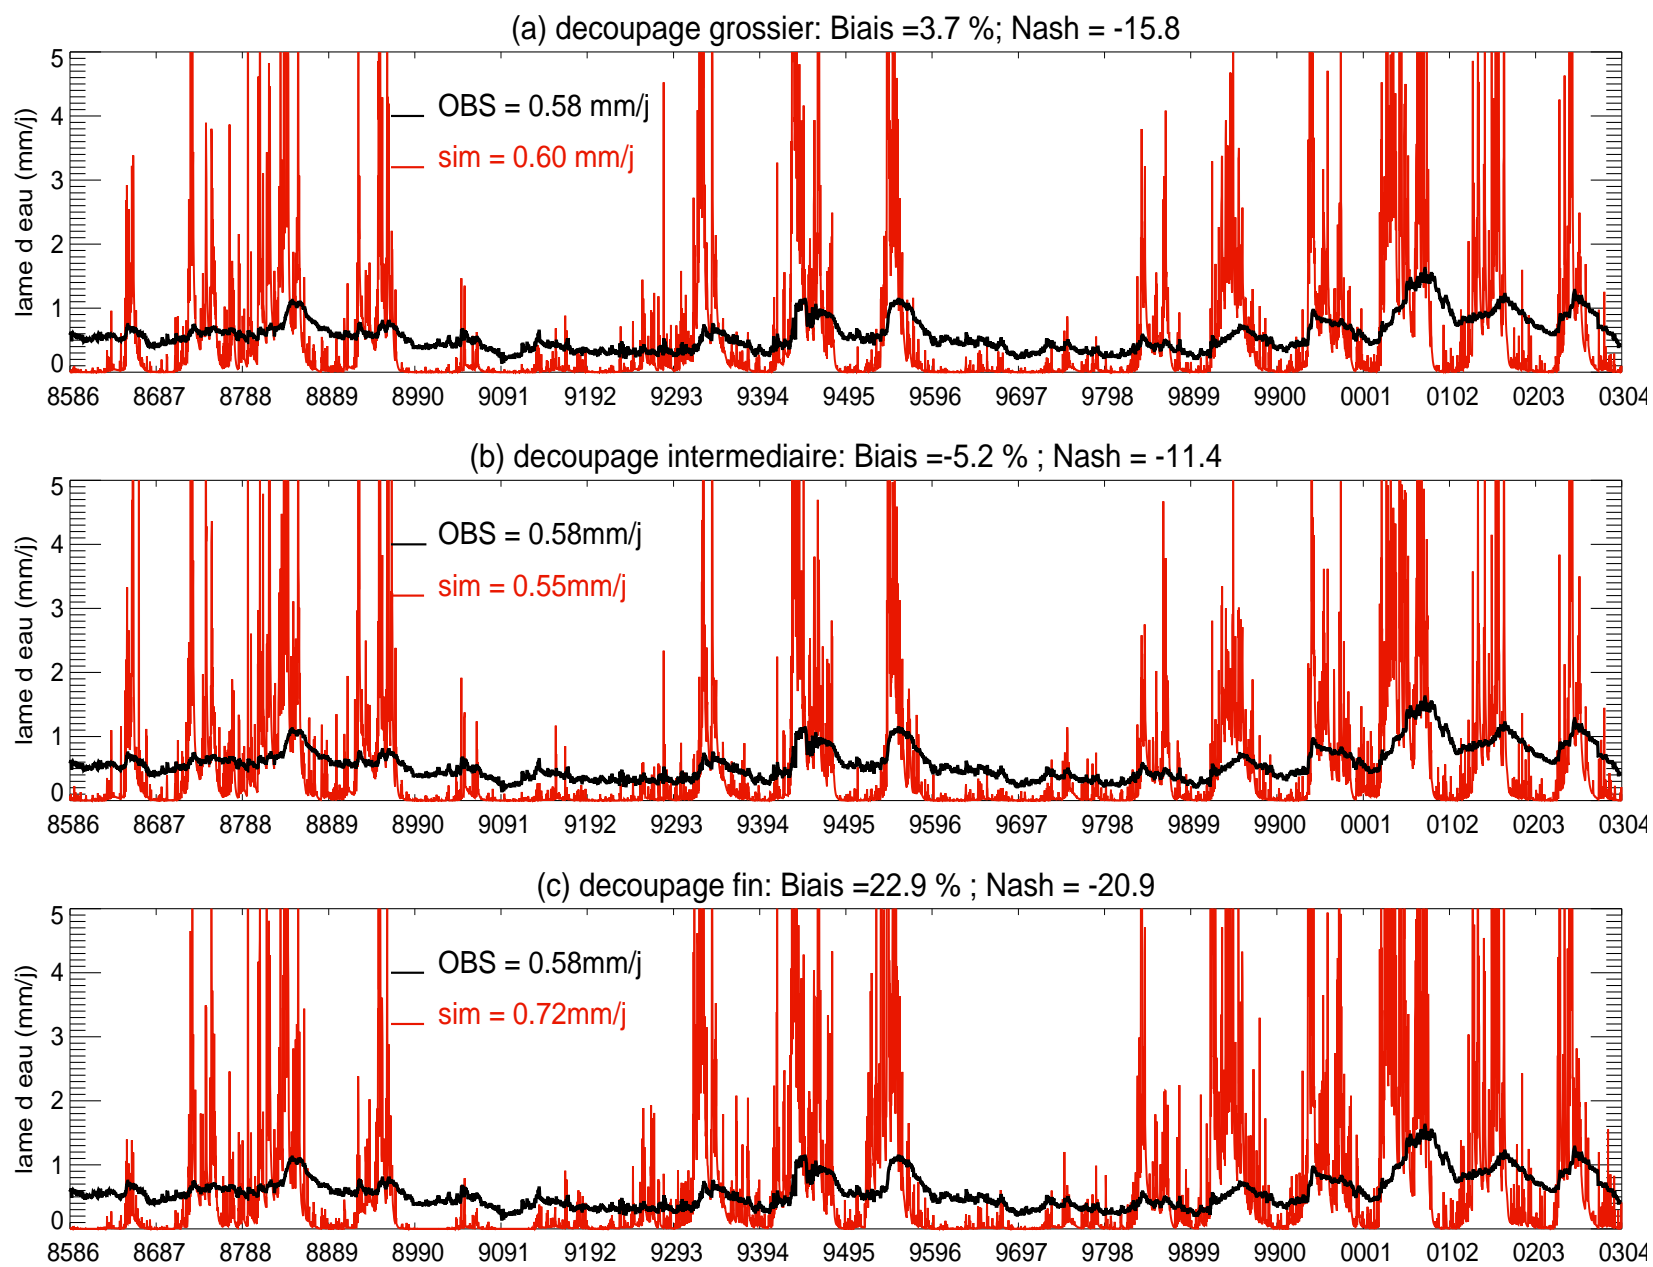 (a) decoupage grossier: Biais =3.7 %; Nash = -15.8
5
4
3
2
1
0
lame d eau (mm/j)
OBS = 0.58 mm/j
sim = 0.60 mm/j
8586 8687 8788 8889 8990 9091 9192 9293 9394 9495 9596 9697 9798 9899 9900 0001 0102 0203 0304
(b) decoupage intermediaire: Biais =-5.2 % ; Nash = -11.4
5
4
3
2
1
0
lame d eau (mm/j)
OBS = 0.58mm/j
sim = 0.55mm/j
8586 8687 8788 8889 8990 9091 9192 9293 9394 9495 9596 9697 9798 9899 9900 0001 0102 0203 0304
(c) decoupage fin: Biais =22.9 % ; Nash = -20.9
5
4
3
2
1
0
lame d eau (mm/j)
OBS = 0.58mm/j
sim = 0.72mm/j
8586 8687 8788 8889 8990 9091 9192 9293 9394 9495 9596 9697 9798 9899 9900 0001 0102 0203 0304